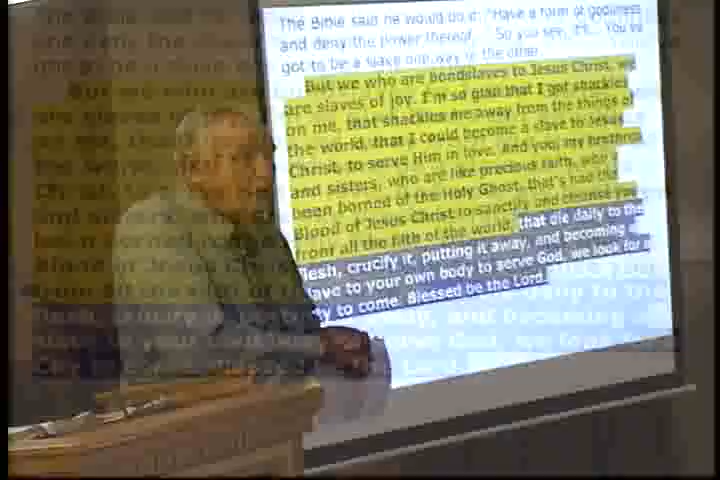 The Bible said he would do it. "Have a form of godliness
and deny the power thereof, So you see, it's... You've
got to be a slave one way or the other.
But we who are bondslaves to Jesus Christ, we
are slaves of joy. I'm so glad that I got shackles
on me, that shackles me away from the things of
the world, that I could become a slave to Jesus
Christ, to serve Him in love. And you, my brethren
and sisters, who are like precious faith, who
been borned of the Holy Ghost, that's had the
Blood of Jesus Christ to sanctify and cleanse you
from all the filth of the world, that die daily to the
flesh, crucify it, putting it away, and becoming
slave to your own body to serve God, we look for a
to come. Blessed be the Lord.